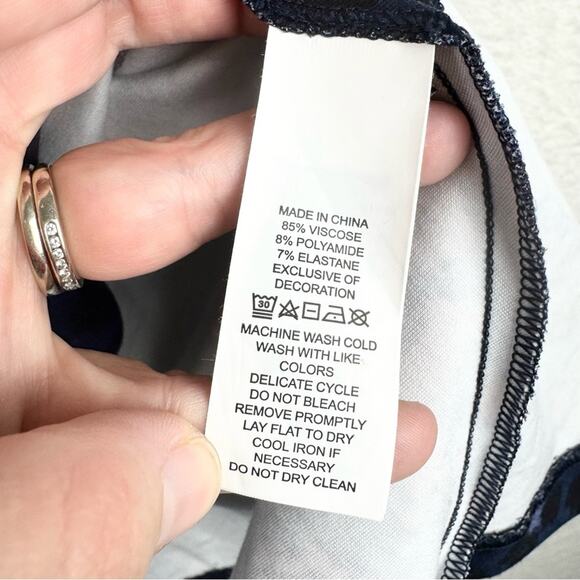 MADE IN CHINA
85% VISCOSE
8% POLYAMIDE
7% ELASTANE
EXCLUSIVE OF
DECORATION
30
MACHINE WASH COLD
WASH WITH LIKE
COLORS
DELICATE CYCLE
DO NOT BLEACH
REMOVE PROMPTLY
LAY FLAT TO DRY
COOL IRON IF
NECESSARY
DO NOT DRY CLEAN